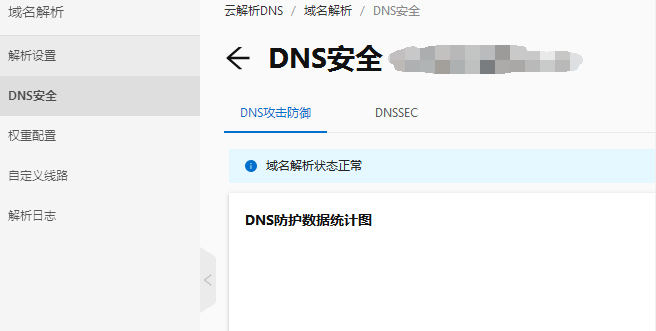 域名解析
解析设置
DNS安全
权重配置
自定义线路
解析日志
云解析DNS / 域名解析 / DNS安全
← DNS安全
DNS攻击防御 DNSSEC
域名解析状态正常
DNS防护数据统计图